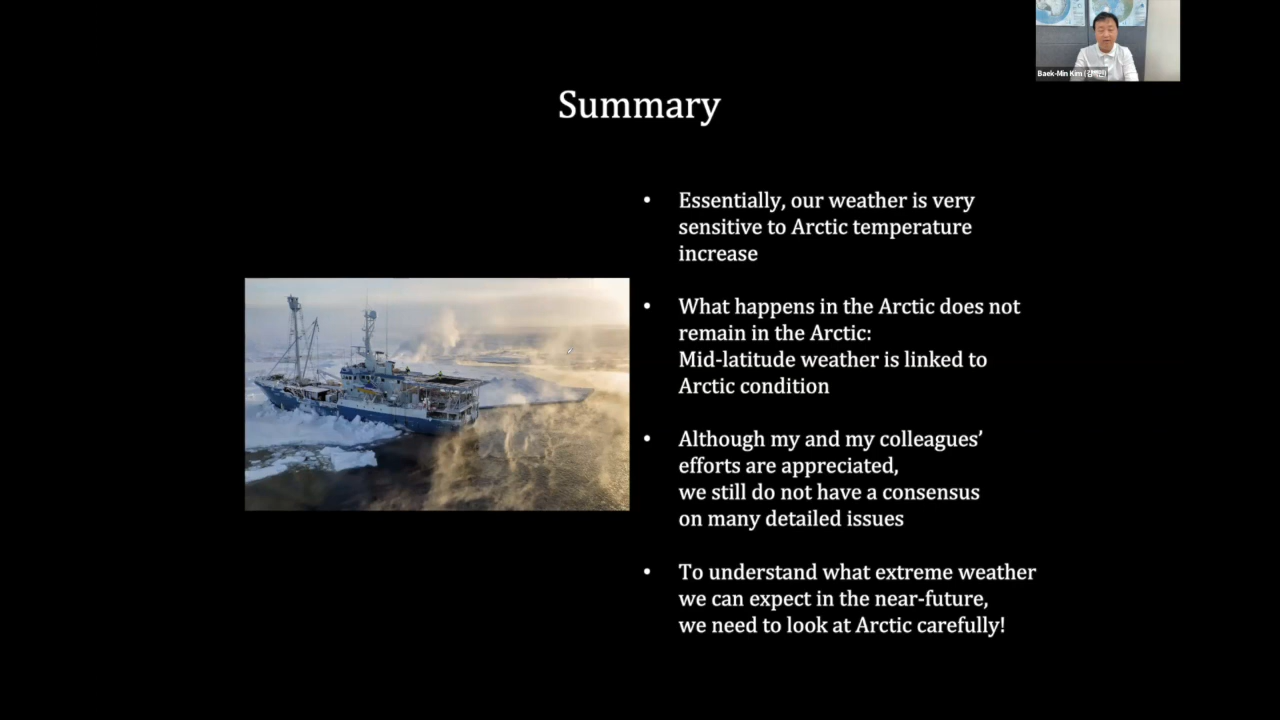 Baek-Min Kim
Summary
• Essentially, our weather is very
sensitive to Arctic temperature
increase
• What happens in the Arctic does not
remain in the Arctic:
Mid-latitude weather is linked to
Arctic condition
• Although my and my colleagues’
efforts are appreciated,
we still do not have a consensus
on many detailed issues
• To understand what extreme weather
we can expect in the near-future,
we need to look at Arctic carefully!